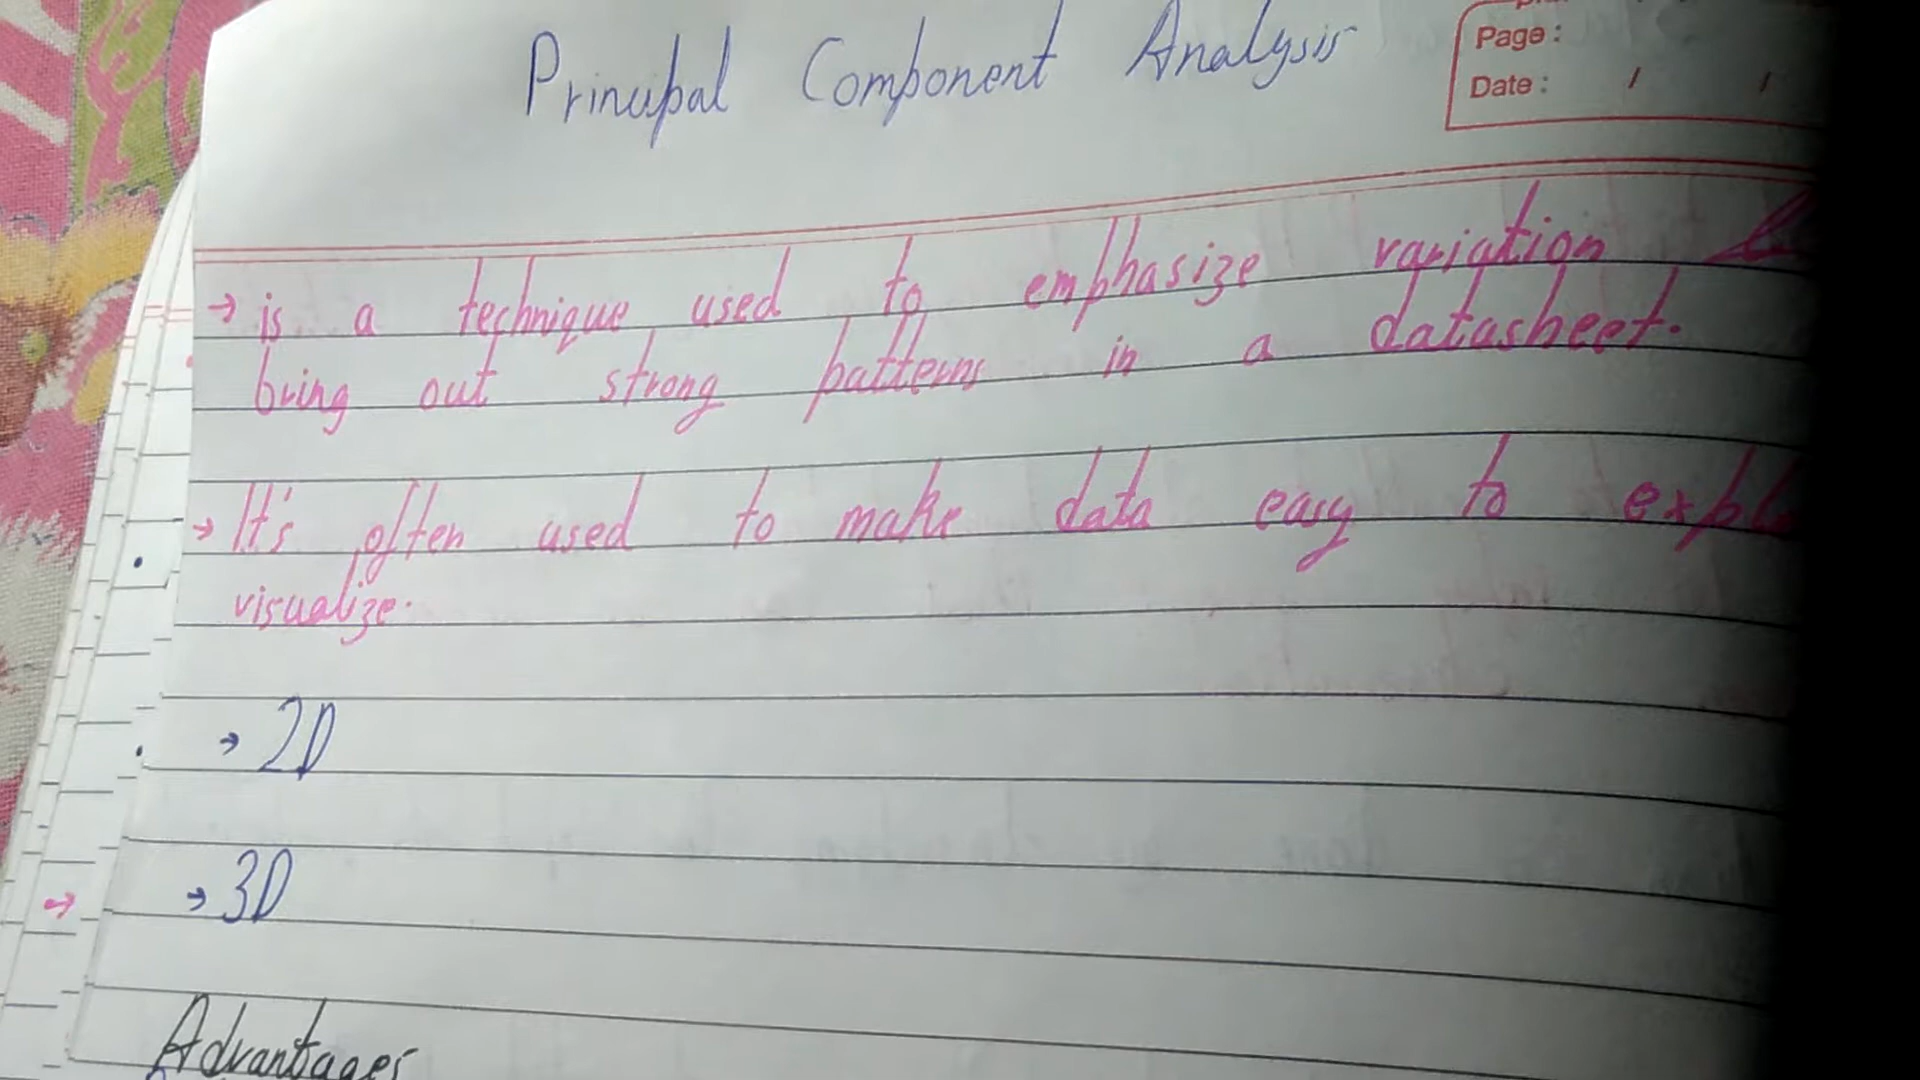 Principal Component Analysis
Page :
Date : / /
→ is a technique used to emphasize variation &
bring out strong patterns in a datasheet.
→ It's often used to make data easy to
visualize.
→ 2D
→ 3D
Advantages